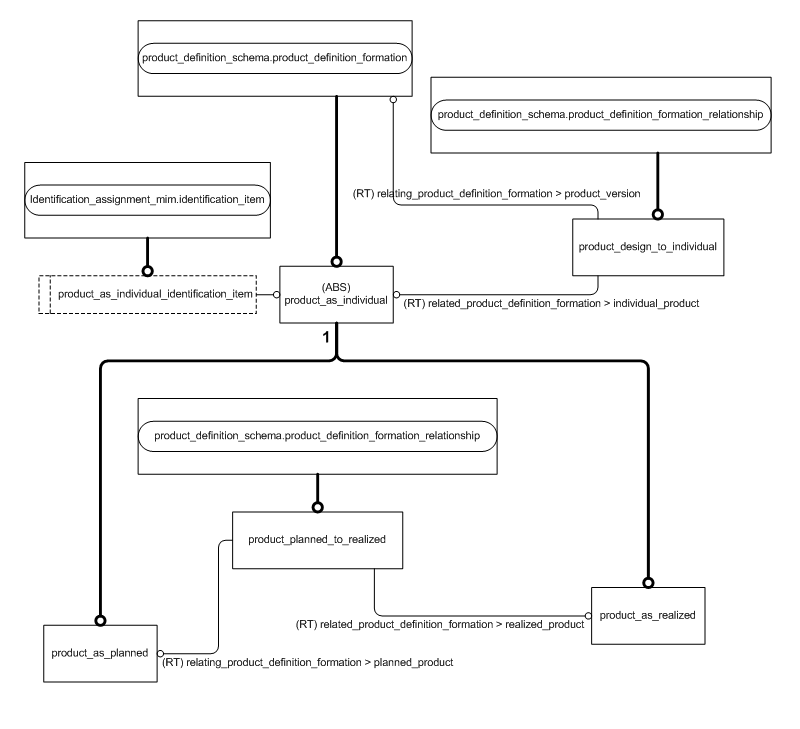 product_definition_schema.product_definition_formation
product_definition_schema.product_definition_formation_relationship
(RT) relating_product_definition_formation > product_version
Identification_assignment_mim.identification_item
product_design_to_individual
product_as_individual_identification_item
(ABS)
product_as_individual
(RT) related_product_definition_formation > individual_product
1
product_definition_schema.product_definition_formation_relationship
product_planned_to_realized
product_as_realized
(RT) related_product_definition_formation > realized_product
product_as_planned
(RT) relating_product_definition_formation > planned_product